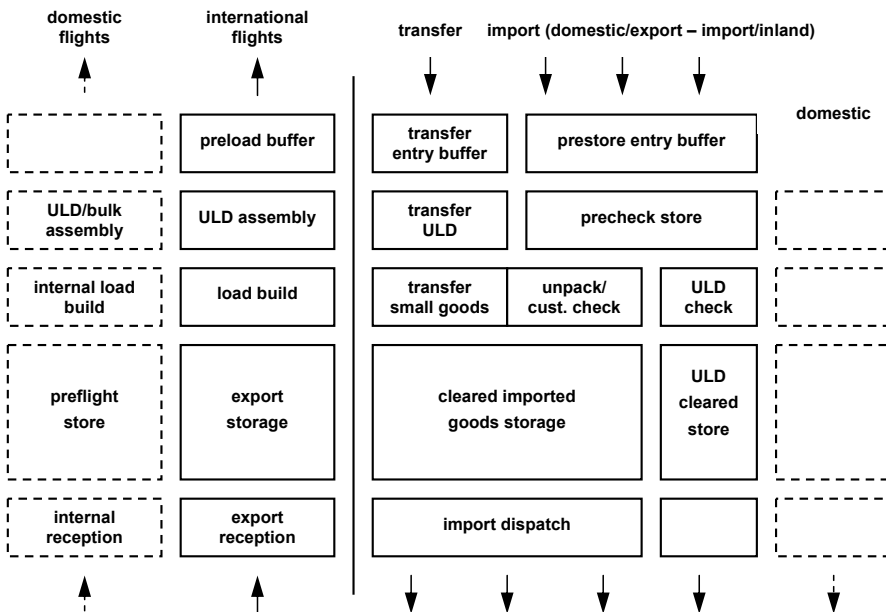 domestic
flights
international
flights
transfer
import (domestic/export – import/inland)
domestic
preload buffer
transfer
entry buffer
prestore entry buffer
ULD/bulk
assembly
ULD assembly
transfer
ULD
precheck store
internal load
build
load build
transfer
small goods
unpack/
cust. check
ULD
check
preflight
store
export
storage
cleared imported
goods storage
ULD
cleared
store
internal
reception
export
reception
import dispatch